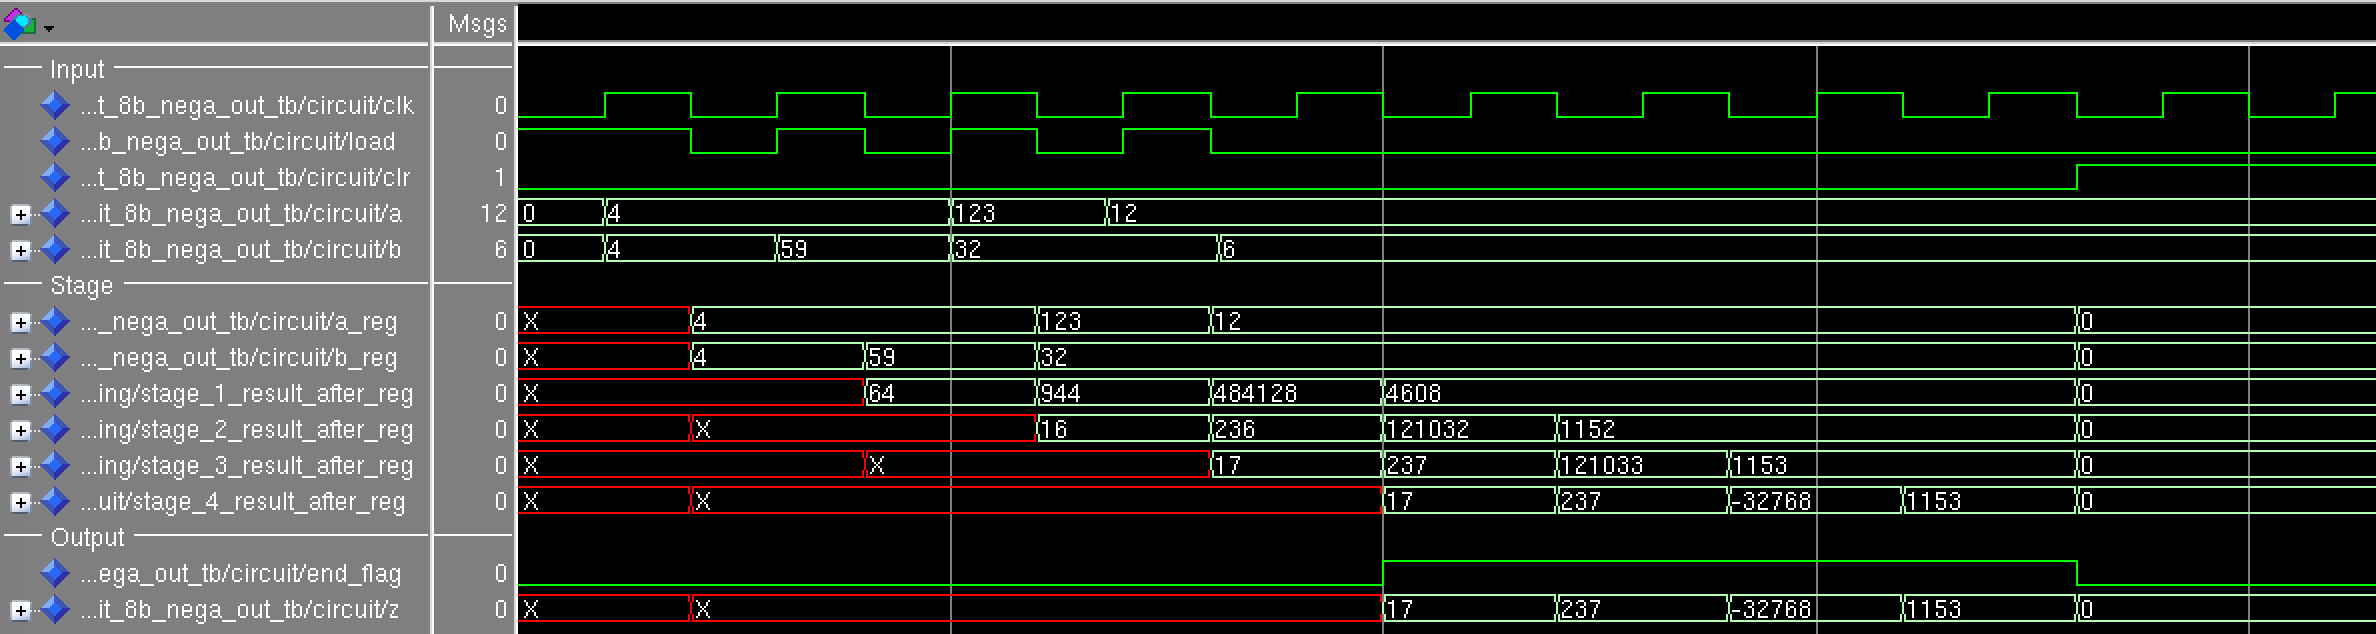 Msgs
Input
...t_8b_nega_out_tb/circuit/clk 0
...b_nega_out_tb/circuit/load 0
...t_8b_nega_out_tb/circuit/clr 1
...it_8b_nega_out_tb/circuit/a 12 0 4 123 12
...it_8b_nega_out_tb/circuit/b 6 0 4 59 32 6
Stage
..._nega_out_tb/circuit/a_reg 0 X 4 123 12 0
..._nega_out_tb/circuit/b_reg 0 X 4 59 32 0
...ing/stage_1_result_after_reg 0 X 64 944 484128 4608 0
...ing/stage_2_result_after_reg 0 X X 16 236 121032 1152 0
...ing/stage_3_result_after_reg 0 X X 17 237 121033 1153 0
...uit/stage_4_result_after_reg 0 X X 17 237 -32768 1153 0
Output
...ega_out_tb/circuit/end_flag 0
...it_8b_nega_out_tb/circuit/z 0 X X 17 237 -32768 1153 0